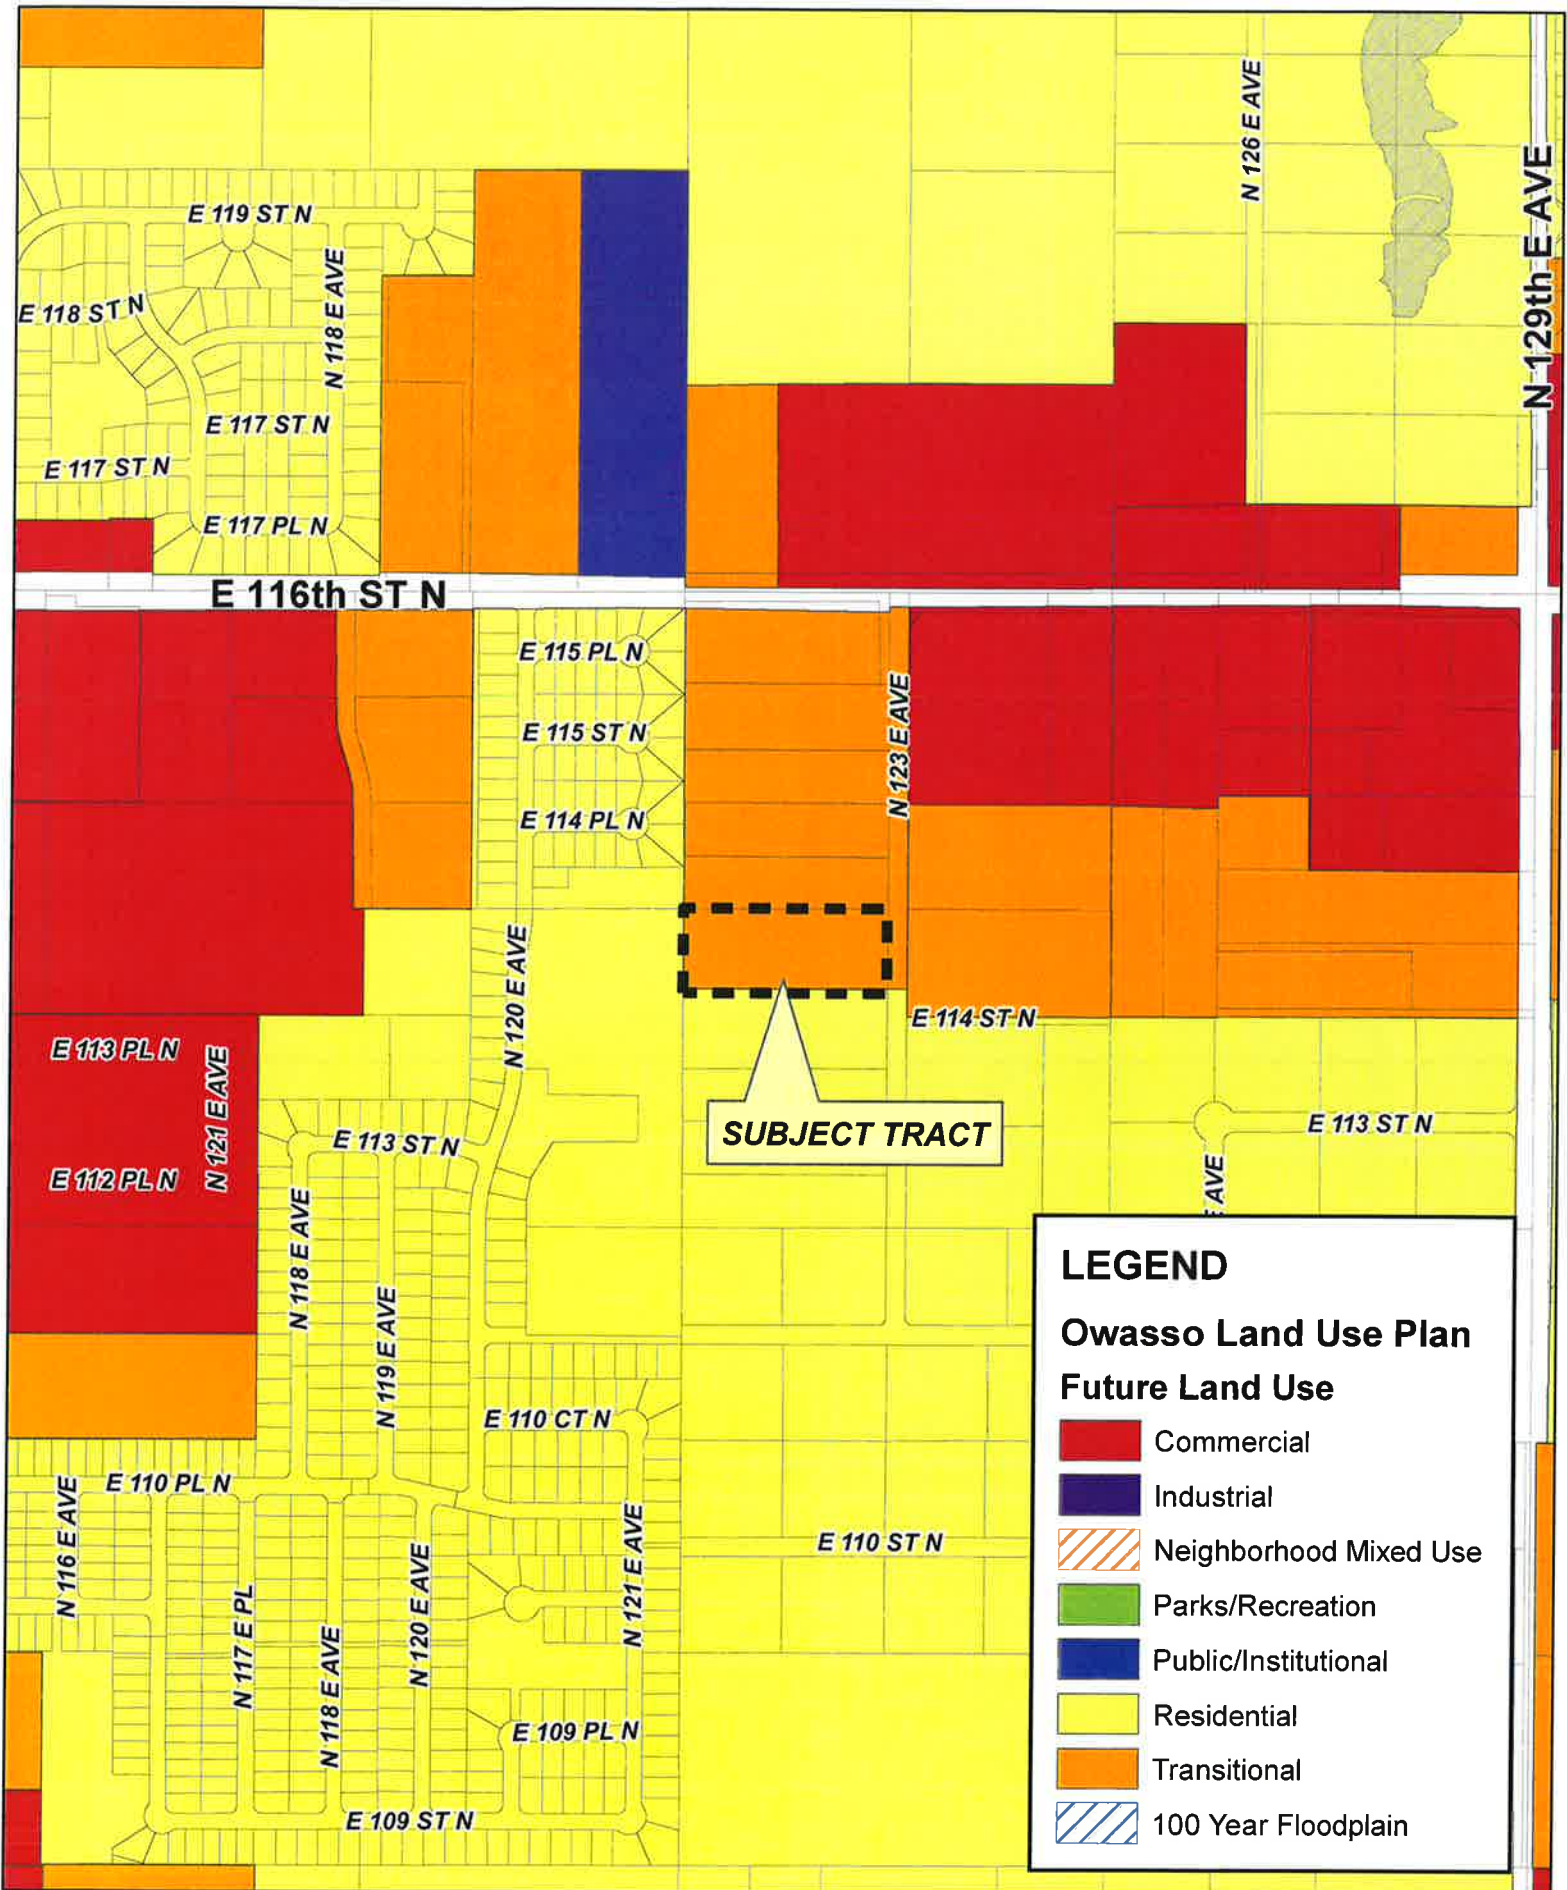 N 126 E AVE
N 129th E AVE
E 119 ST N
N 118 E AVE
E 118 ST N
E 117 ST N
E 117 ST N
E 117 PL N
E 116th ST N
E 115 PL N
E 115 ST N
N 123 E AVE
E 114 PL N
N 120 E AVE
E 114 ST N
E 113 PL N
N 121 E AVE
SUBJECT TRACT
E 113 ST N
E 113 ST N
E 112 PL N
E AVE
N 118 E AVE
N 119 E AVE
E 110 CT N
E 110 PL N
N 116 E AVE
N 121 E AVE
E 110 ST N
N 120 E AVE
N 117 E PL
N 118 E AVE
E 109 PL N
E 109 ST N
LEGEND
Owasso Land Use Plan
Future Land Use
Commercial
Industrial
Neighborhood Mixed Use
Parks/Recreation
Public/Institutional
Residential
Transitional
100 Year Floodplain